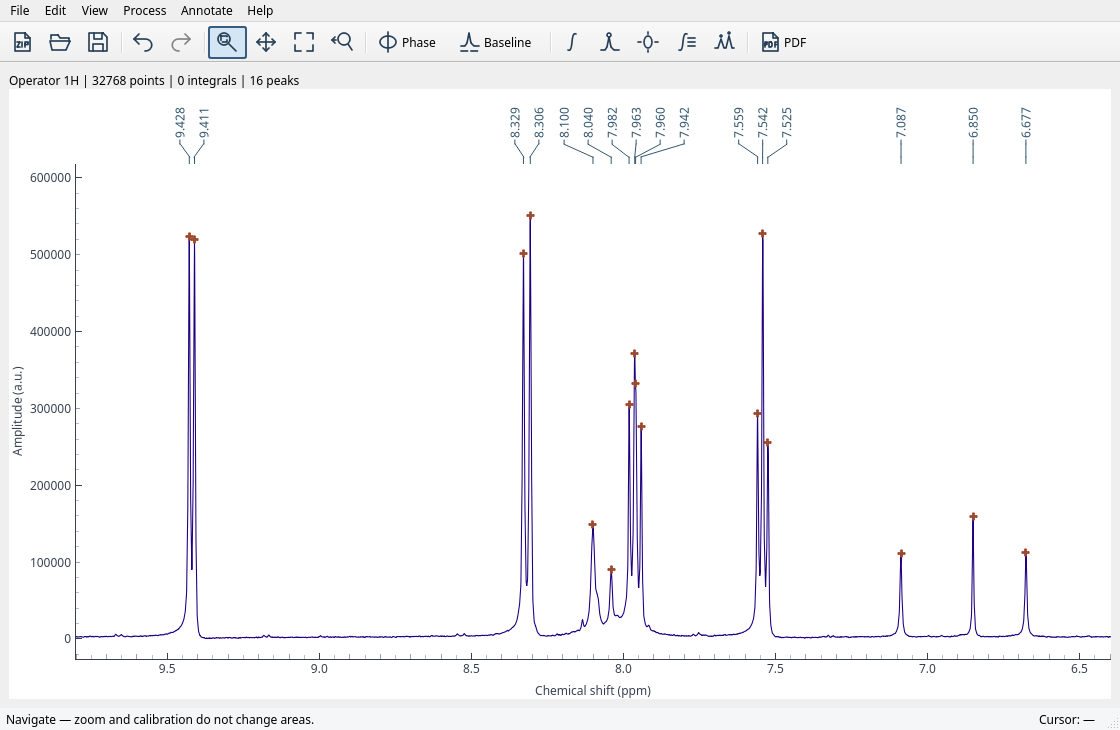 File Edit View Process Annotate Help
ZIP Phase Baseline PDF PDF
Operator 1H | 32768 points | 0 integrals | 16 peaks
9.428 9.411 8.329 8.306 8.100 8.040 7.982 7.963 7.960 7.942 7.559 7.542 7.525 7.087 6.850 6.677
600000
500000
400000
300000
200000
100000
0
Amplitude (a.u.)
9.5 9.0 8.5 8.0 7.5 7.0 6.5
Chemical shift (ppm)
Navigate — zoom and calibration do not change areas. Cursor: —